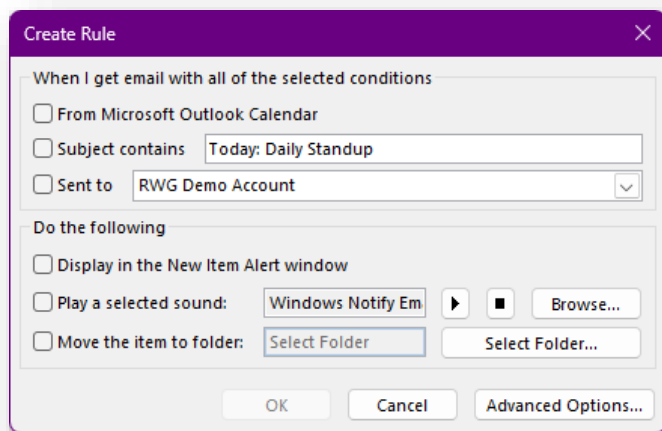 Create Rule
When I get email with all of the selected conditions
From Microsoft Outlook Calendar
Subject contains Today: Daily Standup
Sent to RWG Demo Account
Do the following
Display in the New Item Alert window
Play a selected sound: Windows Notify Em Browse...
Move the item to folder: Select Folder Select Folder...
OK Cancel Advanced Options...